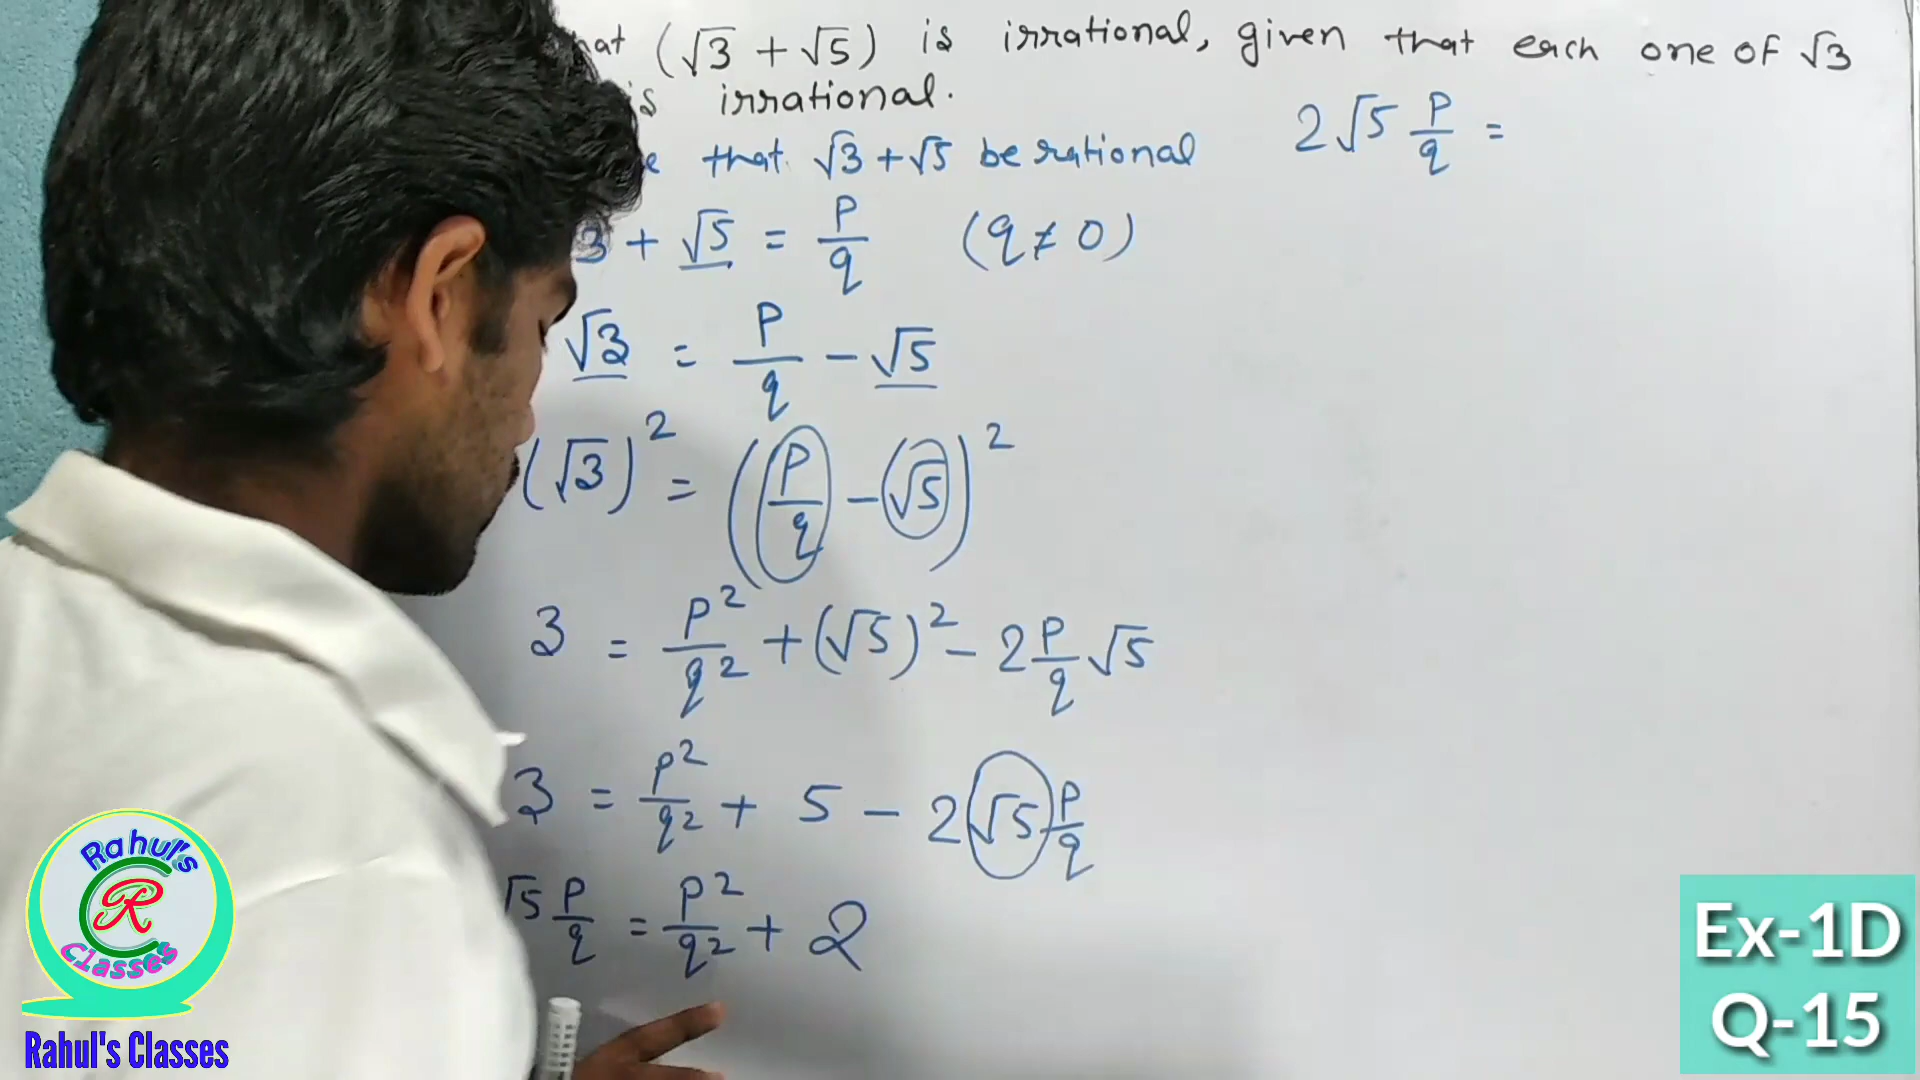 (√3 + √5) is irrational, given that each one of √3
is irrational.
that √3 + √5 be rational
2√5 p/q =
3 + √5 = p/q (q ≠ 0)
√3 = p/q - √5
(√3)² = (p/q - √5)²
3 = p²/q² + (√5)² - 2 p/q √5
3 = p²/q² + 5 - 2√5 p/q
√5 p/q = p²/q² + 2
Rahul's
CR
Classes
Rahul's Classes
Ex-1D
Q-15